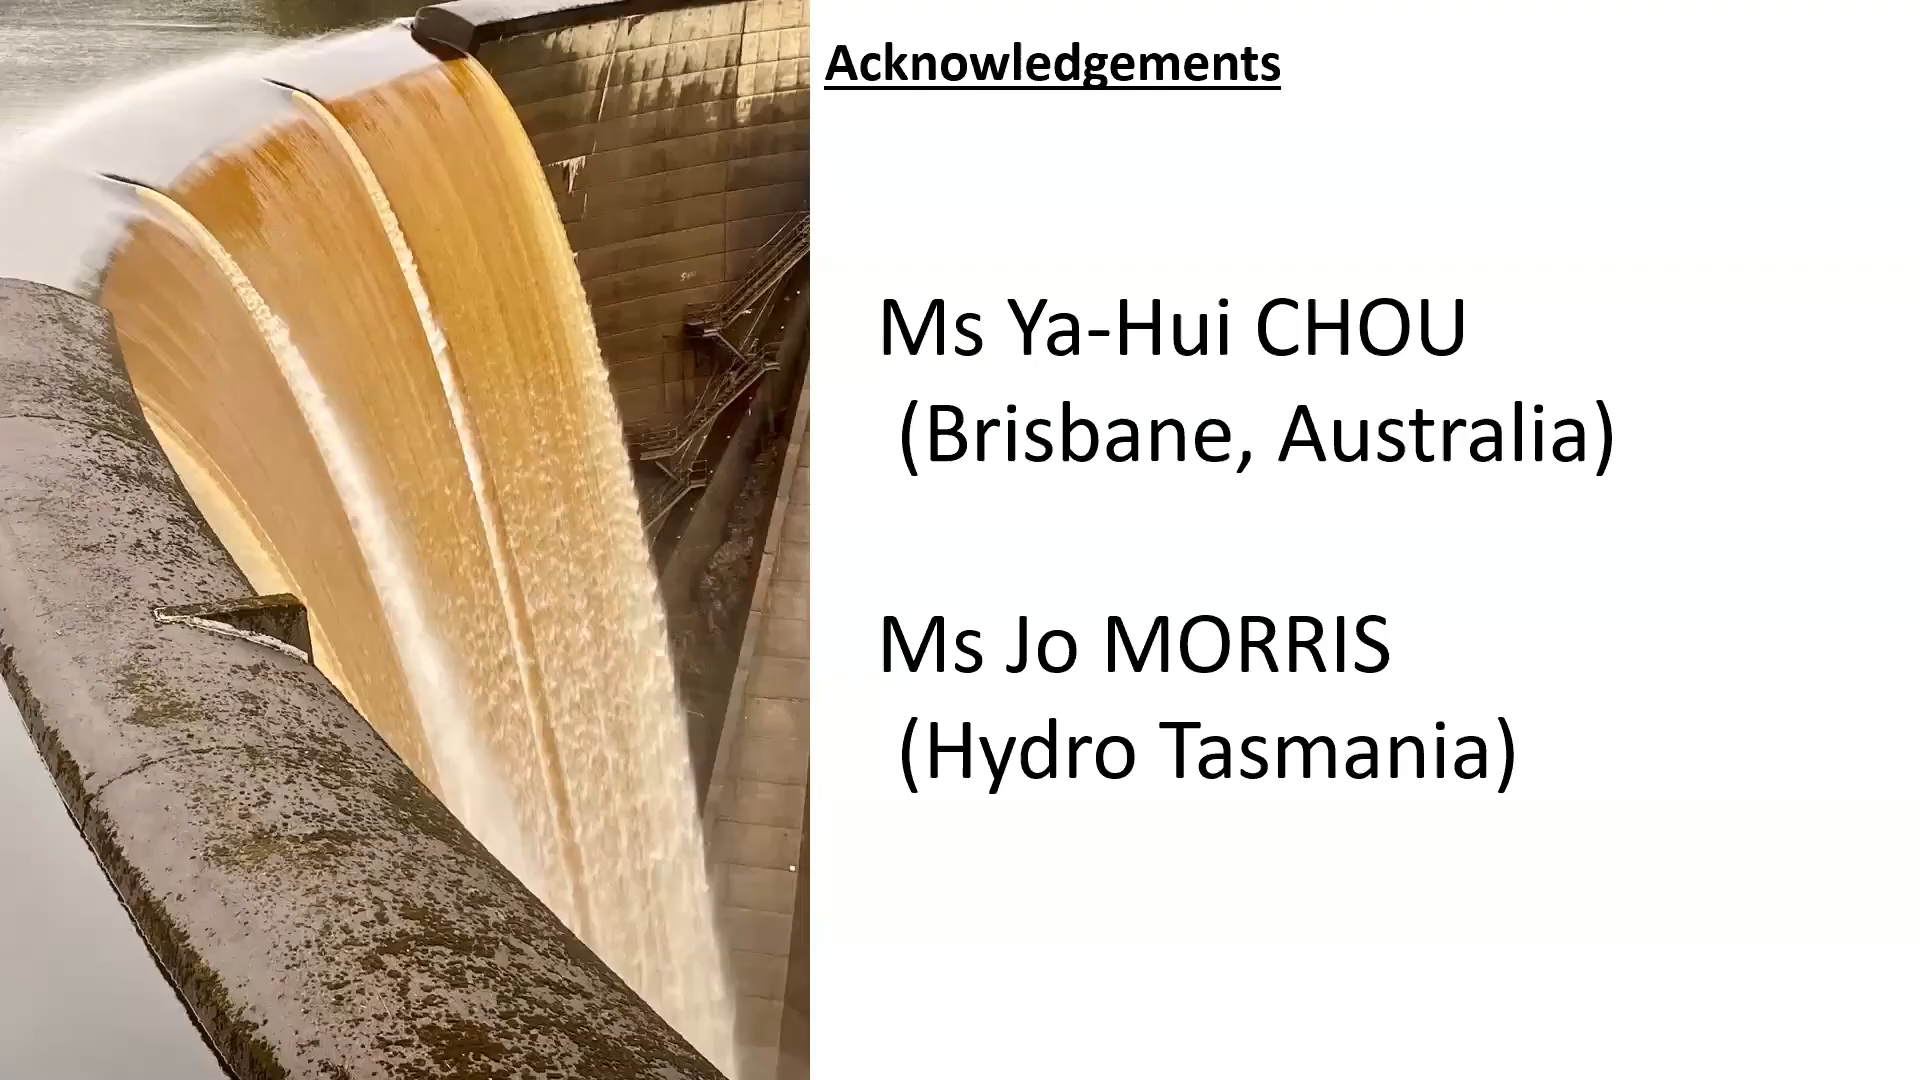 Acknowledgements
Ms Ya-Hui CHOU
(Brisbane, Australia)
Ms Jo MORRIS
(Hydro Tasmania)